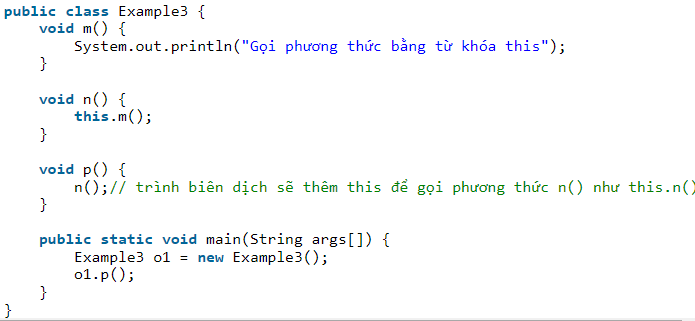 public class Example3 {
    void m() {
        System.out.println("Gọi phương thức bằng từ khóa this");
    }

    void n() {
        this.m();
    }

    void p() {
        n();// trình biên dịch sẽ thêm this để gọi phương thức n() như this.n()
    }

    public static void main(String args[]) {
        Example3 o1 = new Example3();
        o1.p();
    }
}